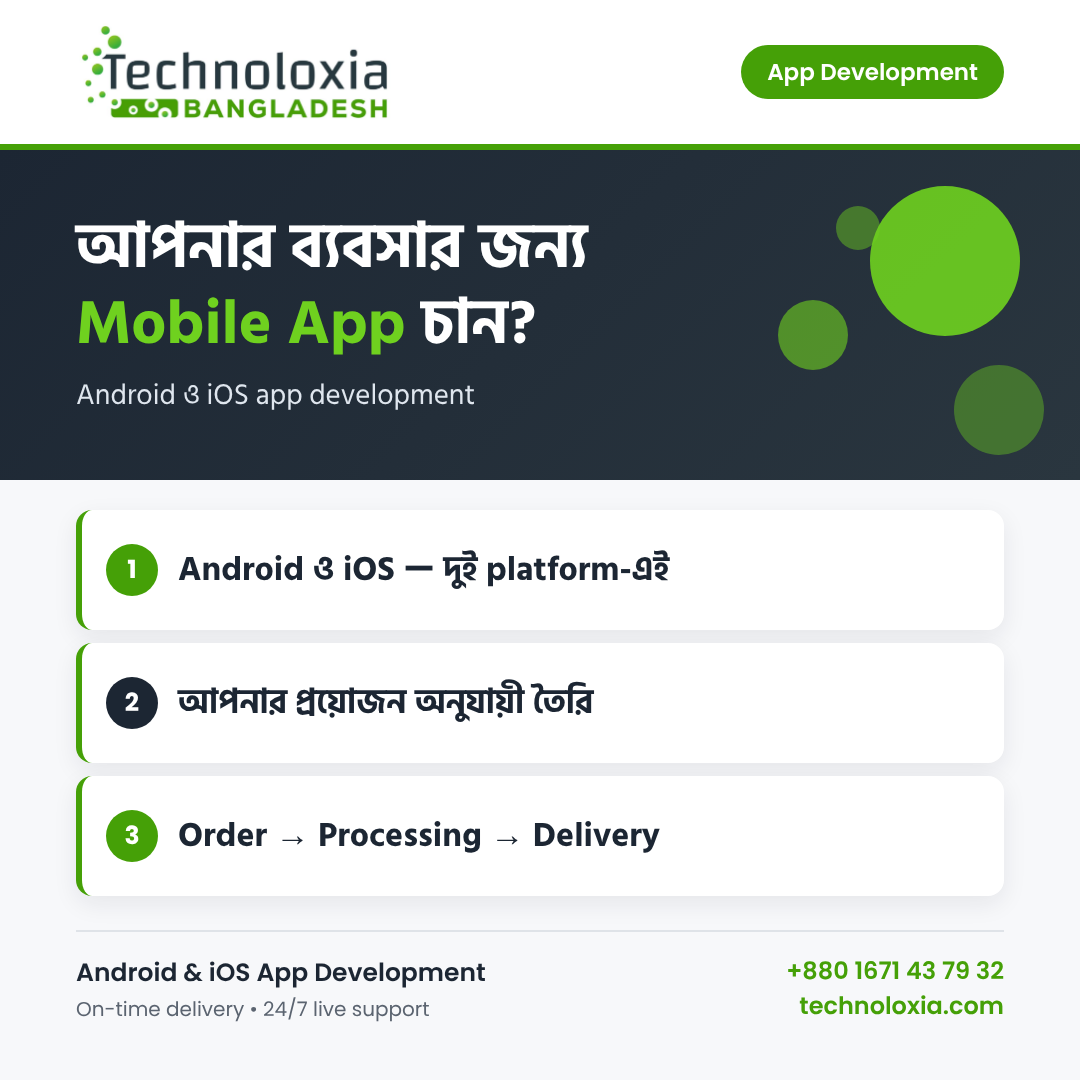 Technoloxia
BANGLADESH
App Development
আপনার ব্যবসার জন্য
Mobile App চান?
Android ও iOS app development
1 Android ও iOS — দুই platform-এই
2 আপনার প্রয়োজন অনুযায়ী তৈরি
3 Order → Processing → Delivery
Android & iOS App Development
On-time delivery • 24/7 live support
+880 1671 43 79 32
technoloxia.com